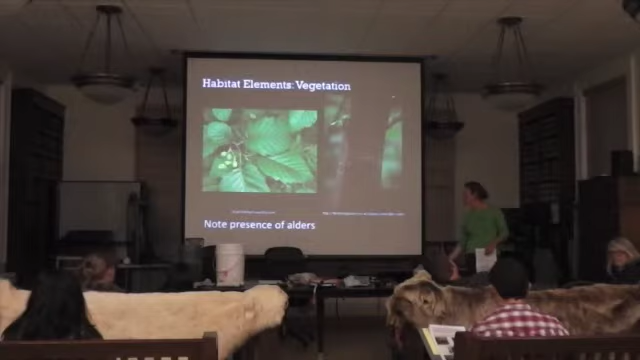 Habitat Elements: Vegetation
Note presence of alders